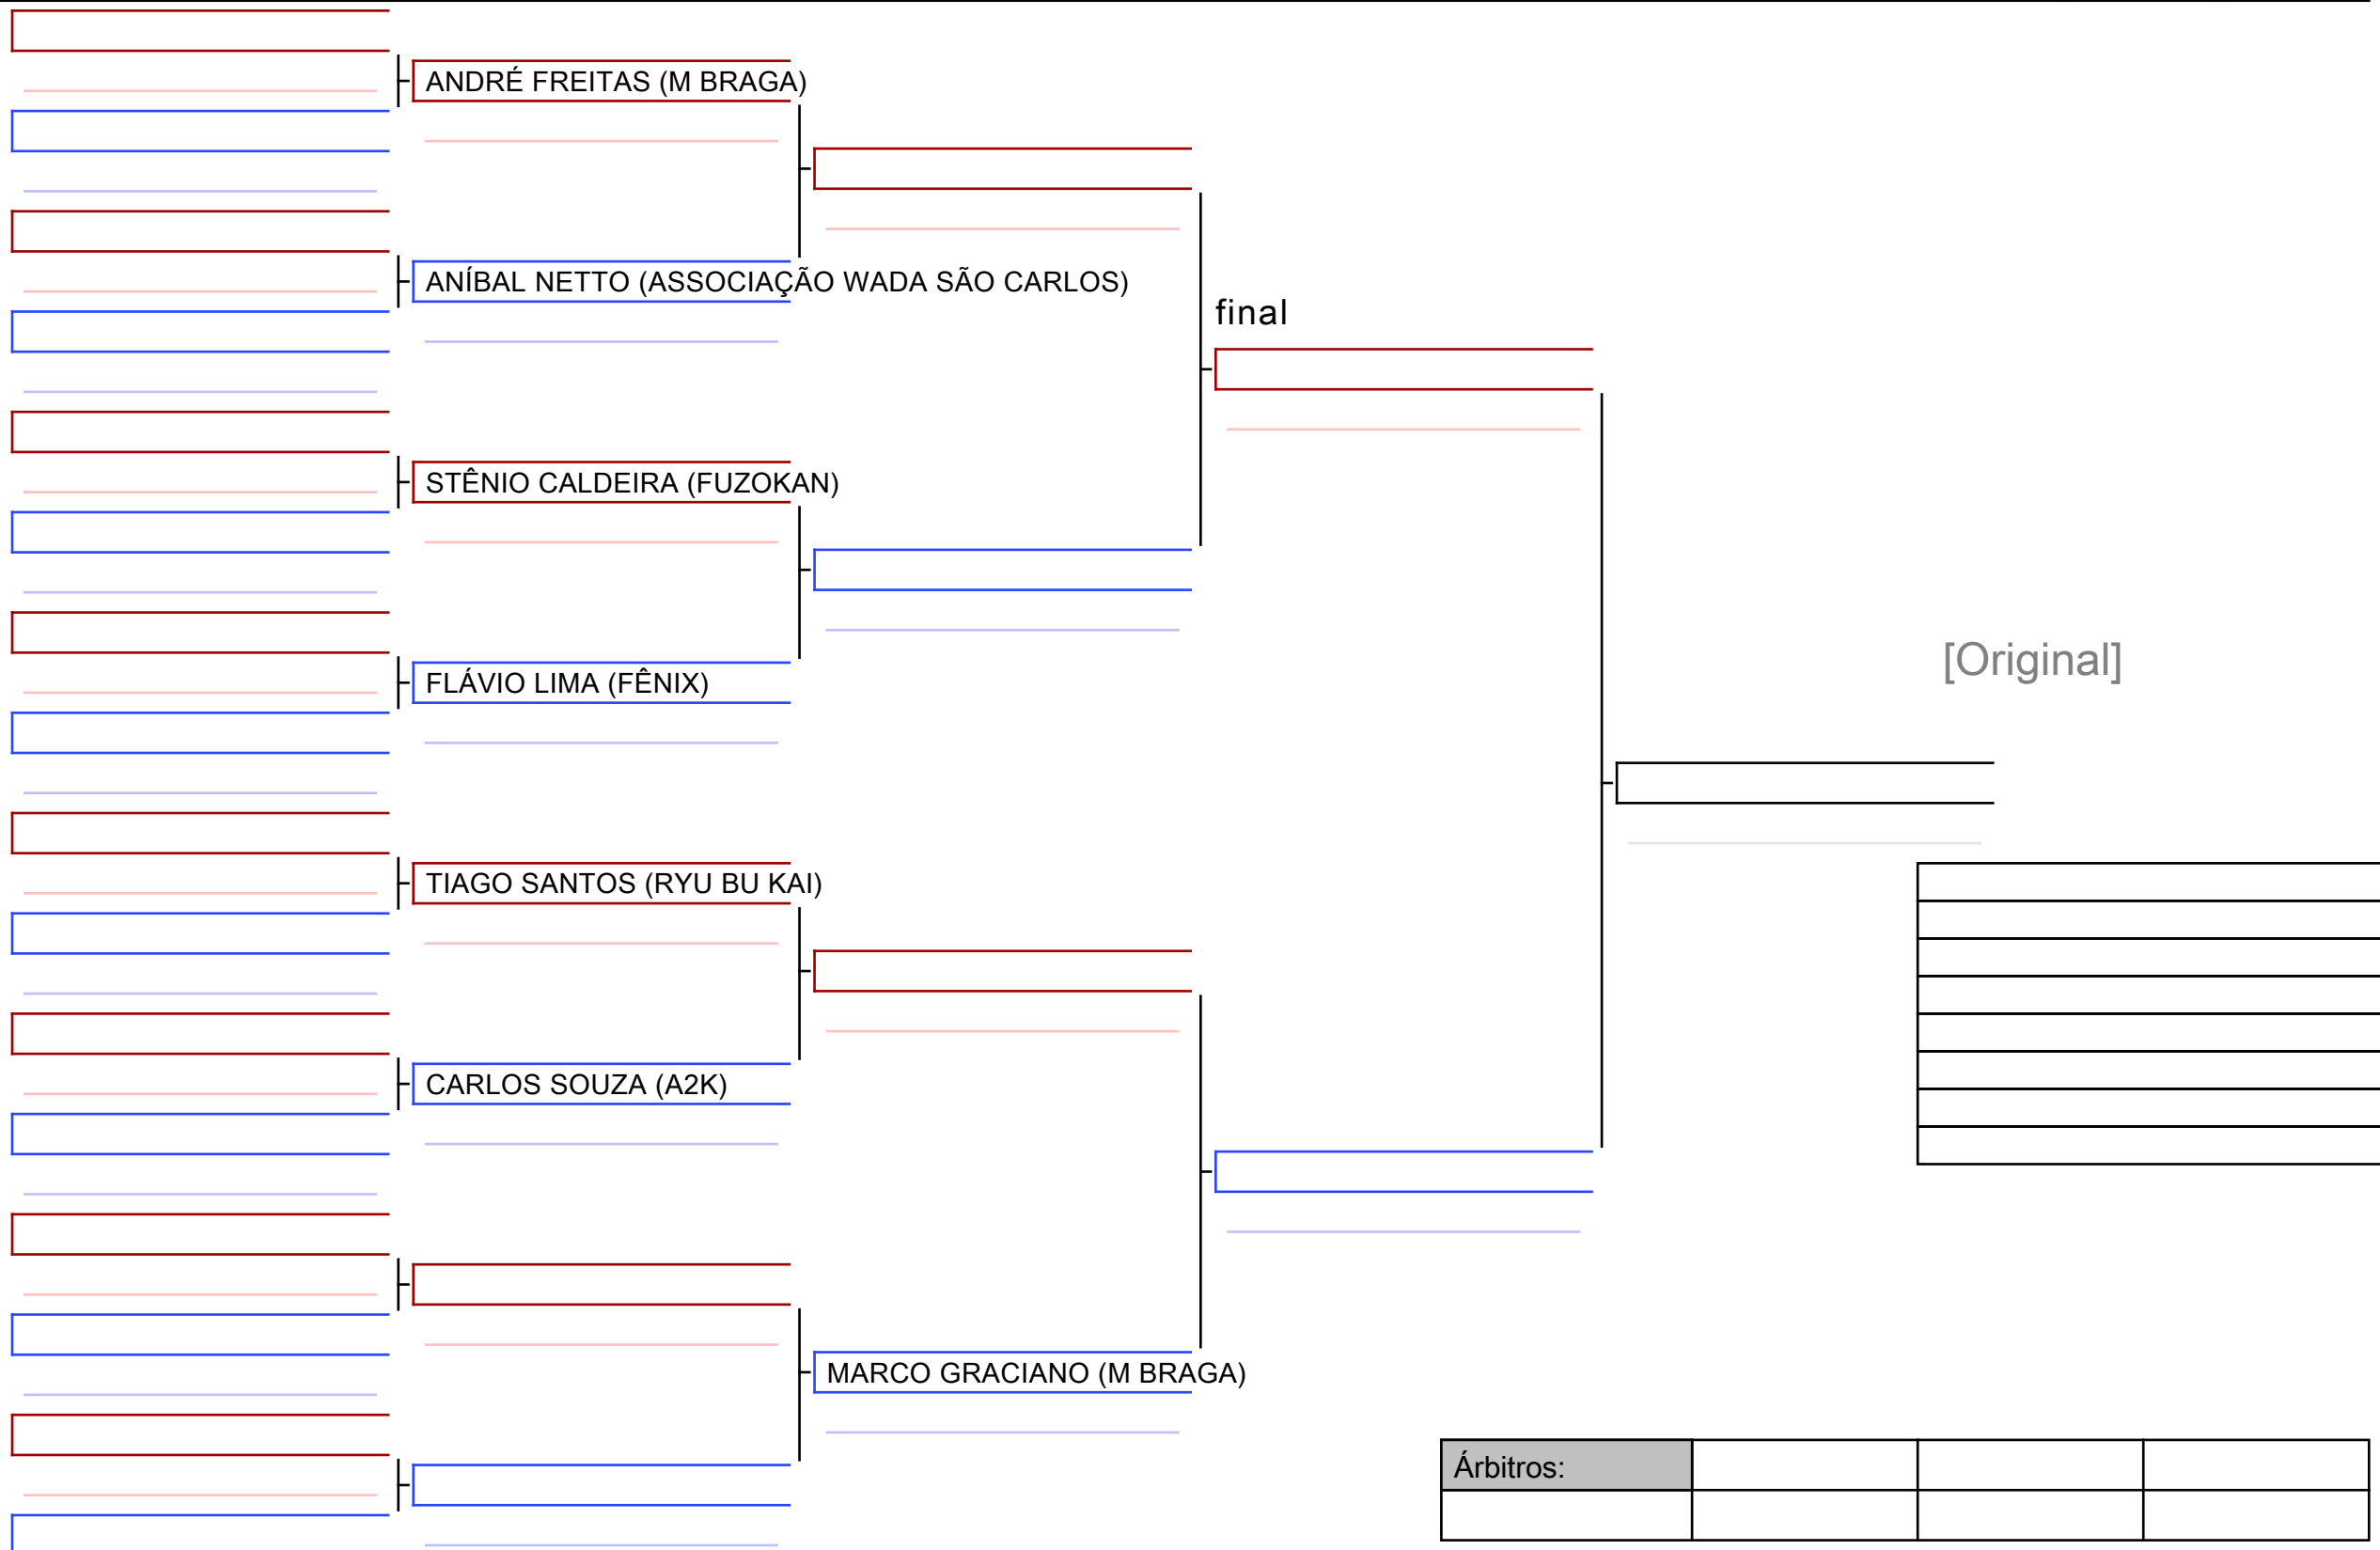 ANDRÉ FREITAS (M BRAGA)
ANÍBAL NETTO (ASSOCIAÇÃO WADA SÃO CARLOS)
final
STÊNIO CALDEIRA (FUZOKAN)
[Original]
FLÁVIO LIMA (FÊNIX)
TIAGO SANTOS (RYU BU KAI)
CARLOS SOUZA (A2K)
MARCO GRACIANO (M BRAGA)
Árbitros: